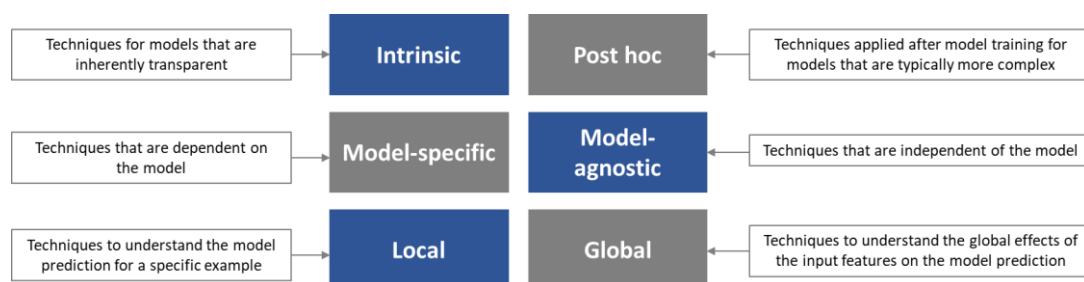 Techniques for models that are
inherently transparent
Intrinsic
Post hoc
Techniques applied after model training for
models that are typically more complex
Techniques that are dependent on
the model
Model-specific
Model-
agnostic
Techniques that are independent of the model
Techniques to understand the model
prediction for a specific example
Local
Global
Techniques to understand the global effects of
the input features on the model prediction